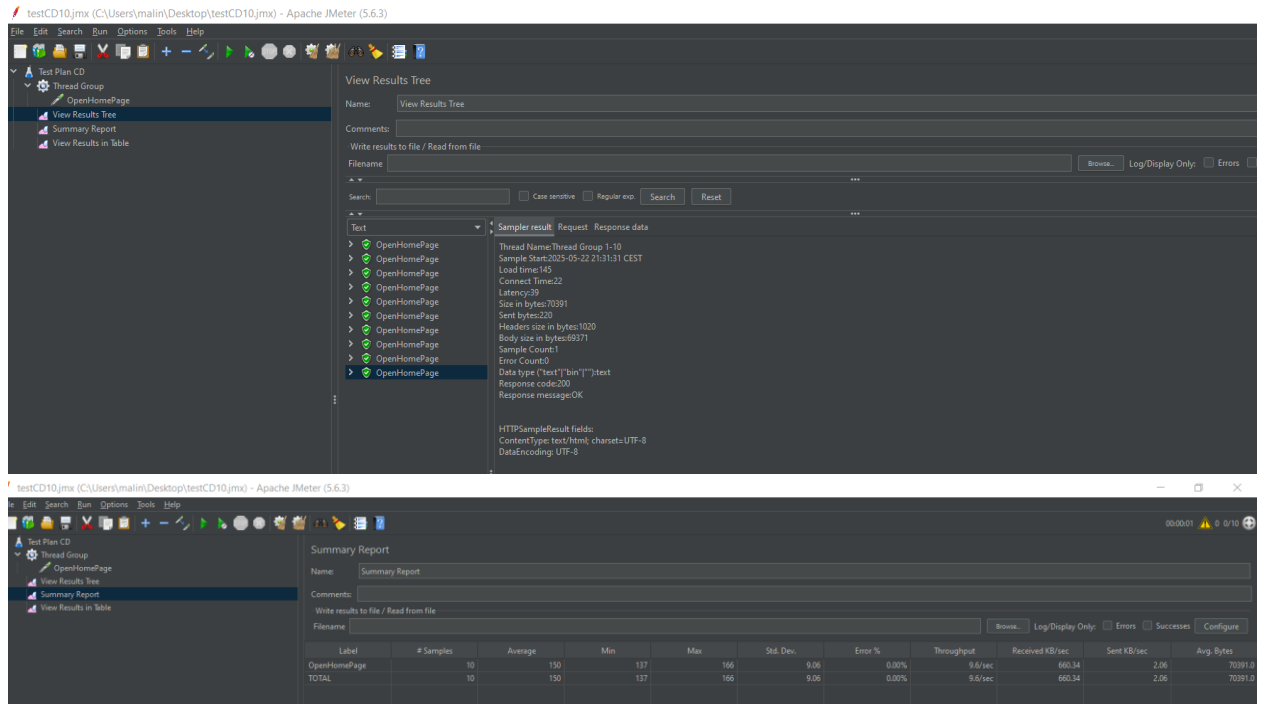 testCD10.jmx (C:\Users\malin\Desktop\testCD10.jmx) - Apache JMeter (5.6.3)
File Edit Search Run Options Tools Help
Test Plan CD
Thread Group
OpenHomePage
View Results Tree
Summary Report
View Results in Table
View Results Tree
Name: View Results Tree
Comments:
Write results to file / Read from file
Filename Browse... Log/Display Only: Errors
Search: Case sensitive Regular exp. Search Reset
Text
OpenHomePage
OpenHomePage
OpenHomePage
OpenHomePage
OpenHomePage
OpenHomePage
OpenHomePage
OpenHomePage
OpenHomePage
OpenHomePage
Sampler result Request Response data
Thread Name:Thread Group 1-10
Sample Start:2025-05-22 21:31:31 CEST
Load time:145
Connect Time:22
Latency:39
Size in bytes:70391
Sent bytes:220
Headers size in bytes:1020
Body size in bytes:69371
Sample Count:1
Error Count:0
Data type ("text"|"bin"|""):text
Response code:200
Response message:OK
HTTPSampleResult fields:
ContentType: text/html; charset=UTF-8
DataEncoding: UTF-8
testCD10.jmx (C:\Users\malin\Desktop\testCD10.jmx) - Apache JMeter (5.6.3)
le Edit Search Run Options Tools Help
00:00:01 0 0/10
Test Plan CD
Thread Group
OpenHomePage
View Results Tree
Summary Report
View Results in Table
Summary Report
Name: Summary Report
Comments:
Write results to file / Read from file
Filename Browse... Log/Display Only: Errors Successes Configure
Label # Samples Average Min Max Std. Dev. Error % Throughput Received KB/sec Sent KB/sec Avg. Bytes
OpenHomePage 10 150 137 166 9.06 0.00% 9.6/sec 660.34 2.06 70391.0
TOTAL 10 150 137 166 9.06 0.00% 9.6/sec 660.34 2.06 70391.0